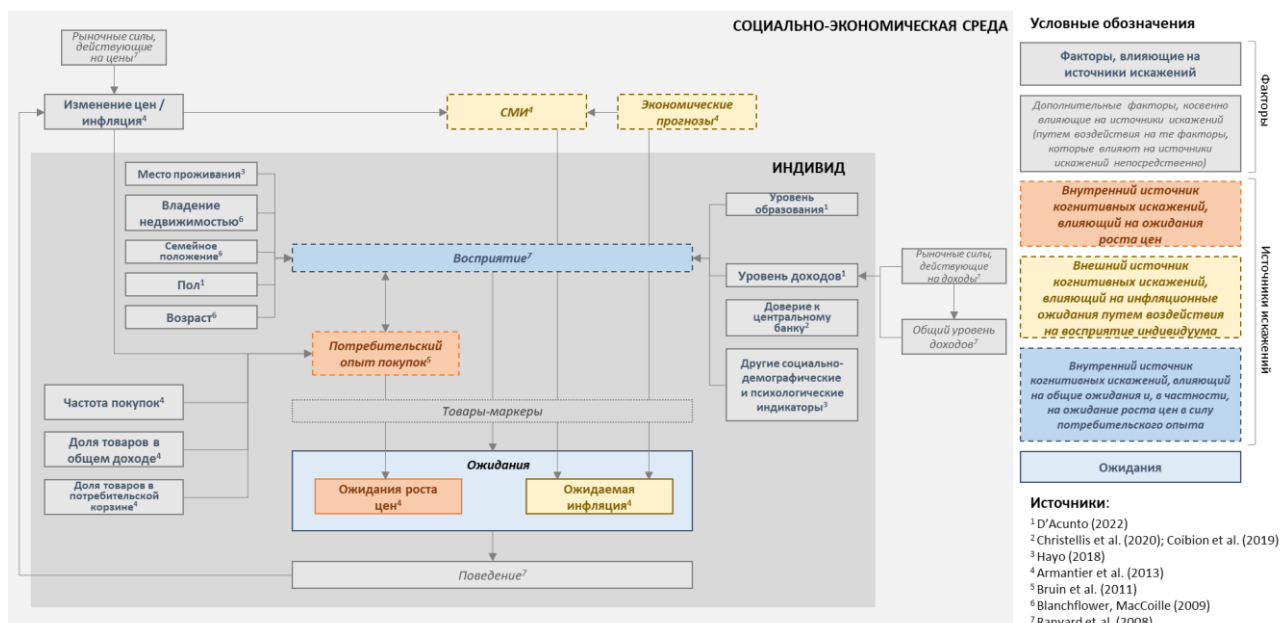 СОЦИАЛЬНО-ЭКОНОМИЧЕСКАЯ СРЕДА
Рыночные силы,
действующие
на цены⁷
Изменение цен /
инфляция⁴
СМИ⁴
Экономические
прогнозы⁴
ИНДИВИД
Место проживания³
Владение
недвижимостью⁶
Семейное
положение⁶
Пол¹
Возраст⁶
Восприятие⁷
Уровень
образования¹
Уровень доходов¹
Доверие к
центральному
банку²
Другие социально-
демографические
и психологические
индикаторы³
Рыночные силы,
действующие
на доходы⁷
Общий уровень
доходов⁷
Потребительский
опыт покупок⁵
Частота покупок⁴
Доля товаров в
общем доходе⁴
Доля товаров в
потребительской
корзине⁴
Товары-маркеры
Ожидания
Ожидания роста
цен⁴
Ожидаемая
инфляция⁴
Поведение⁷
Условные обозначения
Факторы, влияющие на
источники искажений
Дополнительные факторы, косвенно
влияющие на источники искажений
(путем воздействия на те факторы,
которые влияют на источники
искажений непосредственно)
Факторы
Внутренний источник
когнитивных искажений,
влияющий на ожидания
роста цен
Внешний источник
когнитивных искажений,
влияющий на инфляционные
ожидания путем воздействия
на восприятие индивидуума
Внутренний источник
когнитивных искажений, влияющий
на общие ожидания и, в частности,
на ожидание роста цен в силу
потребительского опыта
Источники искажений
Ожидания
Источники:
¹ D'Acunto (2022)
² Christellis et al. (2020); Coibion et al. (2019)
³ Hayo (2018)
⁴ Armantier et al. (2013)
⁵ Bruin et al. (2011)
⁶ Blanchflower, MacCoille (2009)
⁷ Ranyard et al. (2008)